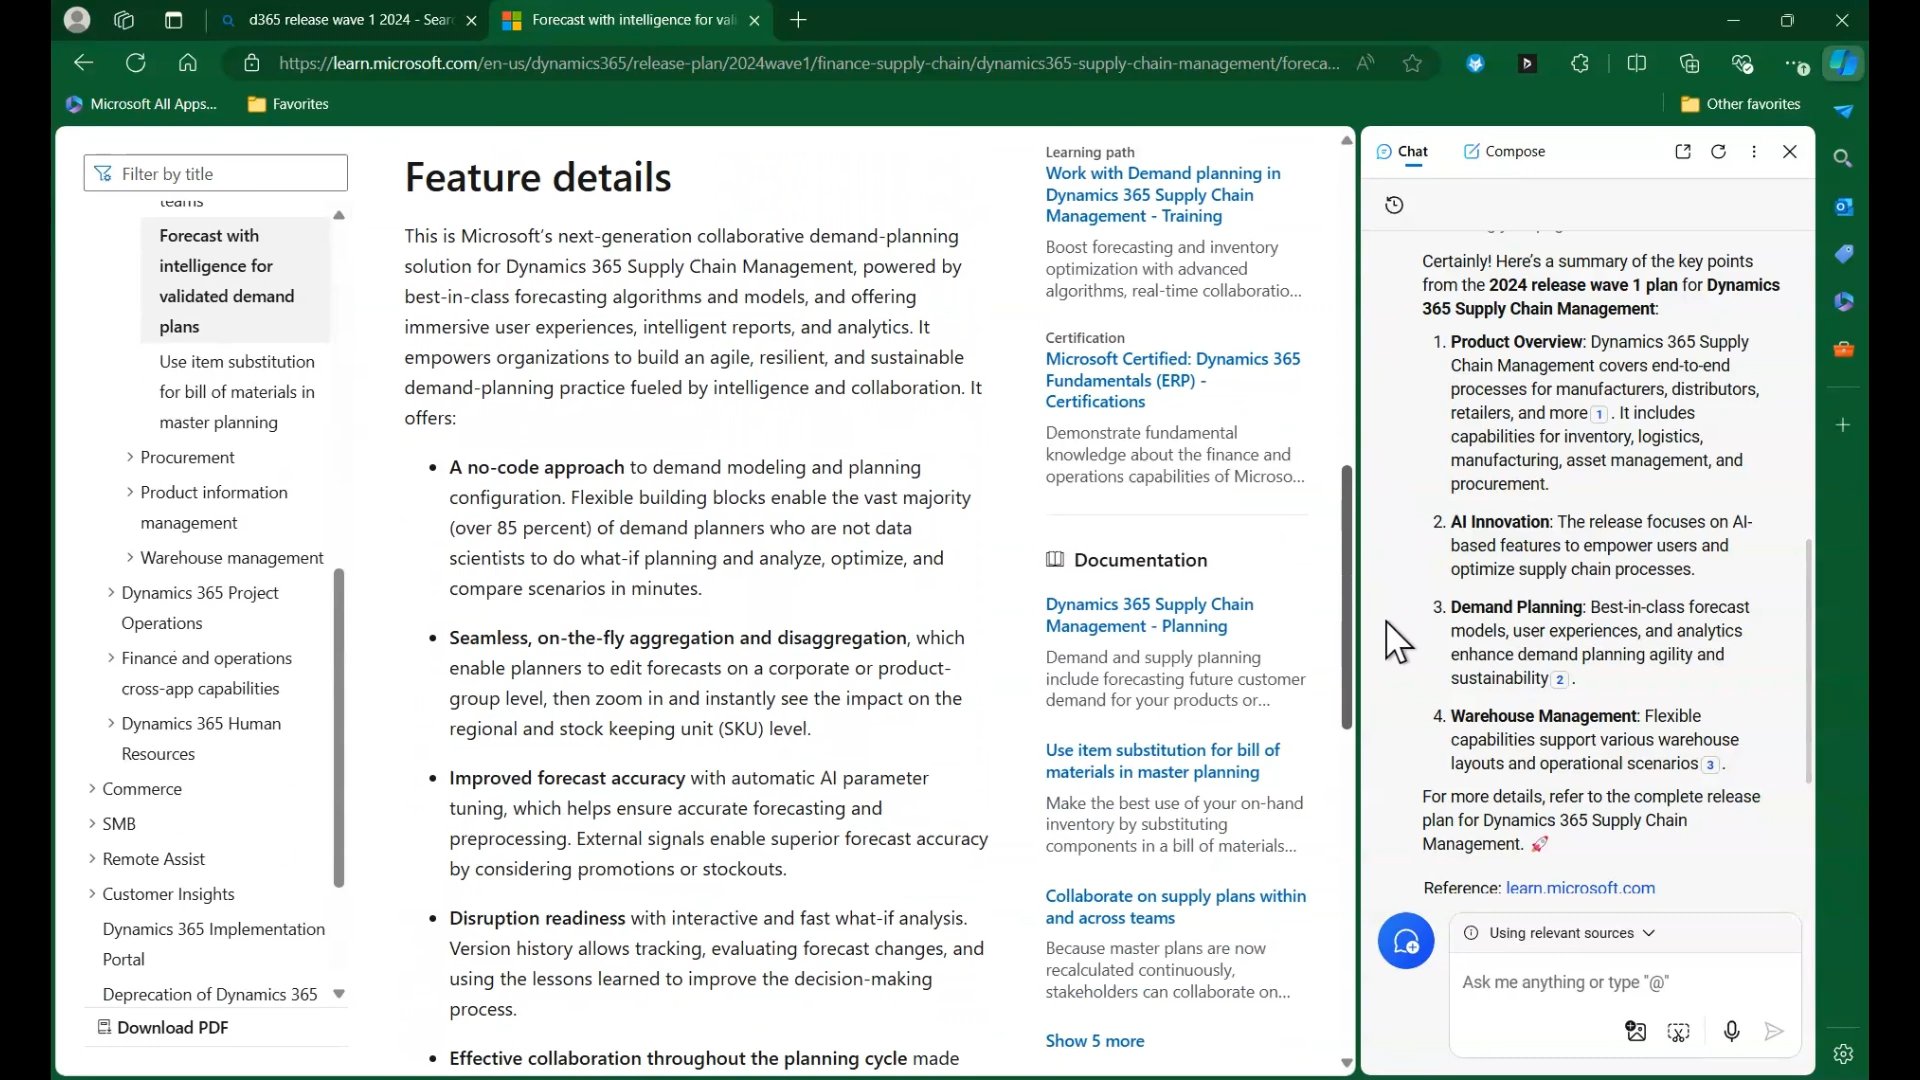 d365 release wave 1 2024 - Sear
Forecast with intelligence for vali
https://learn.microsoft.com/en-us/dynamics365/release-plan/2024wave1/finance-supply-chain/dynamics365-supply-chain-management/foreca...
Microsoft All Apps...
Favorites
Other favorites
Filter by title
teams
Forecast with
intelligence for
validated demand
plans
Use item substitution
for bill of materials in
master planning
Procurement
Product information
management
Warehouse management
Dynamics 365 Project
Operations
Finance and operations
cross-app capabilities
Dynamics 365 Human
Resources
Commerce
SMB
Remote Assist
Customer Insights
Dynamics 365 Implementation
Portal
Deprecation of Dynamics 365
Download PDF
Feature details
This is Microsoft's next-generation collaborative demand-planning
solution for Dynamics 365 Supply Chain Management, powered by
best-in-class forecasting algorithms and models, and offering
immersive user experiences, intelligent reports, and analytics. It
empowers organizations to build an agile, resilient, and sustainable
demand-planning practice fueled by intelligence and collaboration. It
offers:
• A no-code approach to demand modeling and planning
configuration. Flexible building blocks enable the vast majority
(over 85 percent) of demand planners who are not data
scientists to do what-if planning and analyze, optimize, and
compare scenarios in minutes.
• Seamless, on-the-fly aggregation and disaggregation, which
enable planners to edit forecasts on a corporate or product-
group level, then zoom in and instantly see the impact on the
regional and stock keeping unit (SKU) level.
• Improved forecast accuracy with automatic AI parameter
tuning, which helps ensure accurate forecasting and
preprocessing. External signals enable superior forecast accuracy
by considering promotions or stockouts.
• Disruption readiness with interactive and fast what-if analysis.
Version history allows tracking, evaluating forecast changes, and
using the lessons learned to improve the decision-making
process.
• Effective collaboration throughout the planning cycle made
Learning path
Work with Demand planning in
Dynamics 365 Supply Chain
Management - Training
Boost forecasting and inventory
optimization with advanced
algorithms, real-time collaboratio...
Certification
Microsoft Certified: Dynamics 365
Fundamentals (ERP) -
Certifications
Demonstrate fundamental
knowledge about the finance and
operations capabilities of Microso...
Documentation
Dynamics 365 Supply Chain
Management - Planning
Demand and supply planning
include forecasting future customer
demand for your products or...
Use item substitution for bill of
materials in master planning
Make the best use of your on-hand
inventory by substituting
components in a bill of materials...
Collaborate on supply plans within
and across teams
Because master plans are now
recalculated continuously,
stakeholders can collaborate on...
Show 5 more
Chat
Compose
Certainly! Here's a summary of the key points
from the 2024 release wave 1 plan for Dynamics
365 Supply Chain Management:
1. Product Overview: Dynamics 365 Supply
Chain Management covers end-to-end
processes for manufacturers, distributors,
retailers, and more 1 . It includes
capabilities for inventory, logistics,
manufacturing, asset management, and
procurement.
2. AI Innovation: The release focuses on AI-
based features to empower users and
optimize supply chain processes.
3. Demand Planning: Best-in-class forecast
models, user experiences, and analytics
enhance demand planning agility and
sustainability 2 .
4. Warehouse Management: Flexible
capabilities support various warehouse
layouts and operational scenarios 3 .
For more details, refer to the complete release
plan for Dynamics 365 Supply Chain
Management. 🚀
Reference: learn.microsoft.com
Using relevant sources
Ask me anything or type "@"